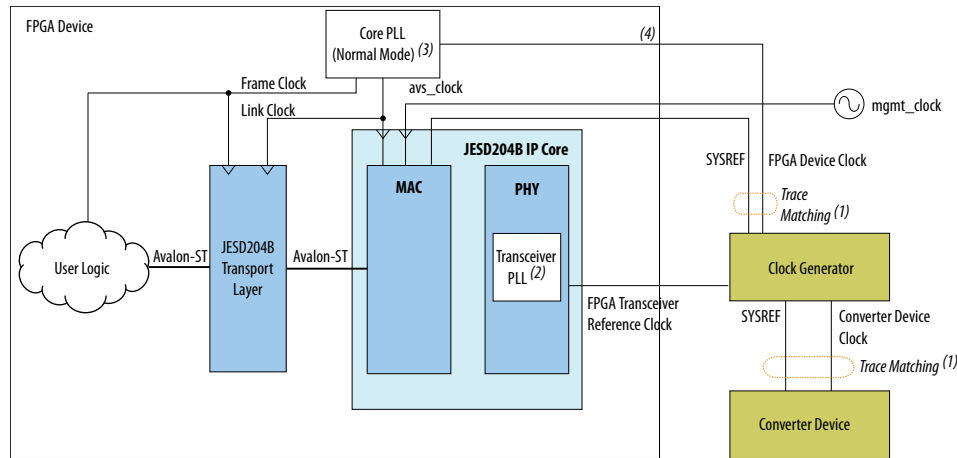 FPGA Device
Core PLL
(Normal Mode) (3)
(4)
Frame Clock
avs_clock
Link Clock
mgmt_clock
JESD204B IP Core
SYSREF
FPGA Device Clock
MAC
PHY
Trace
Matching (1)
User Logic
Avalon-ST
JESD204B
Transport
Layer
Avalon-ST
Transceiver
PLL (2)
Clock Generator
FPGA Transceiver
Reference Clock
SYSREF
Converter Device
Clock
Trace Matching (1)
Converter Device